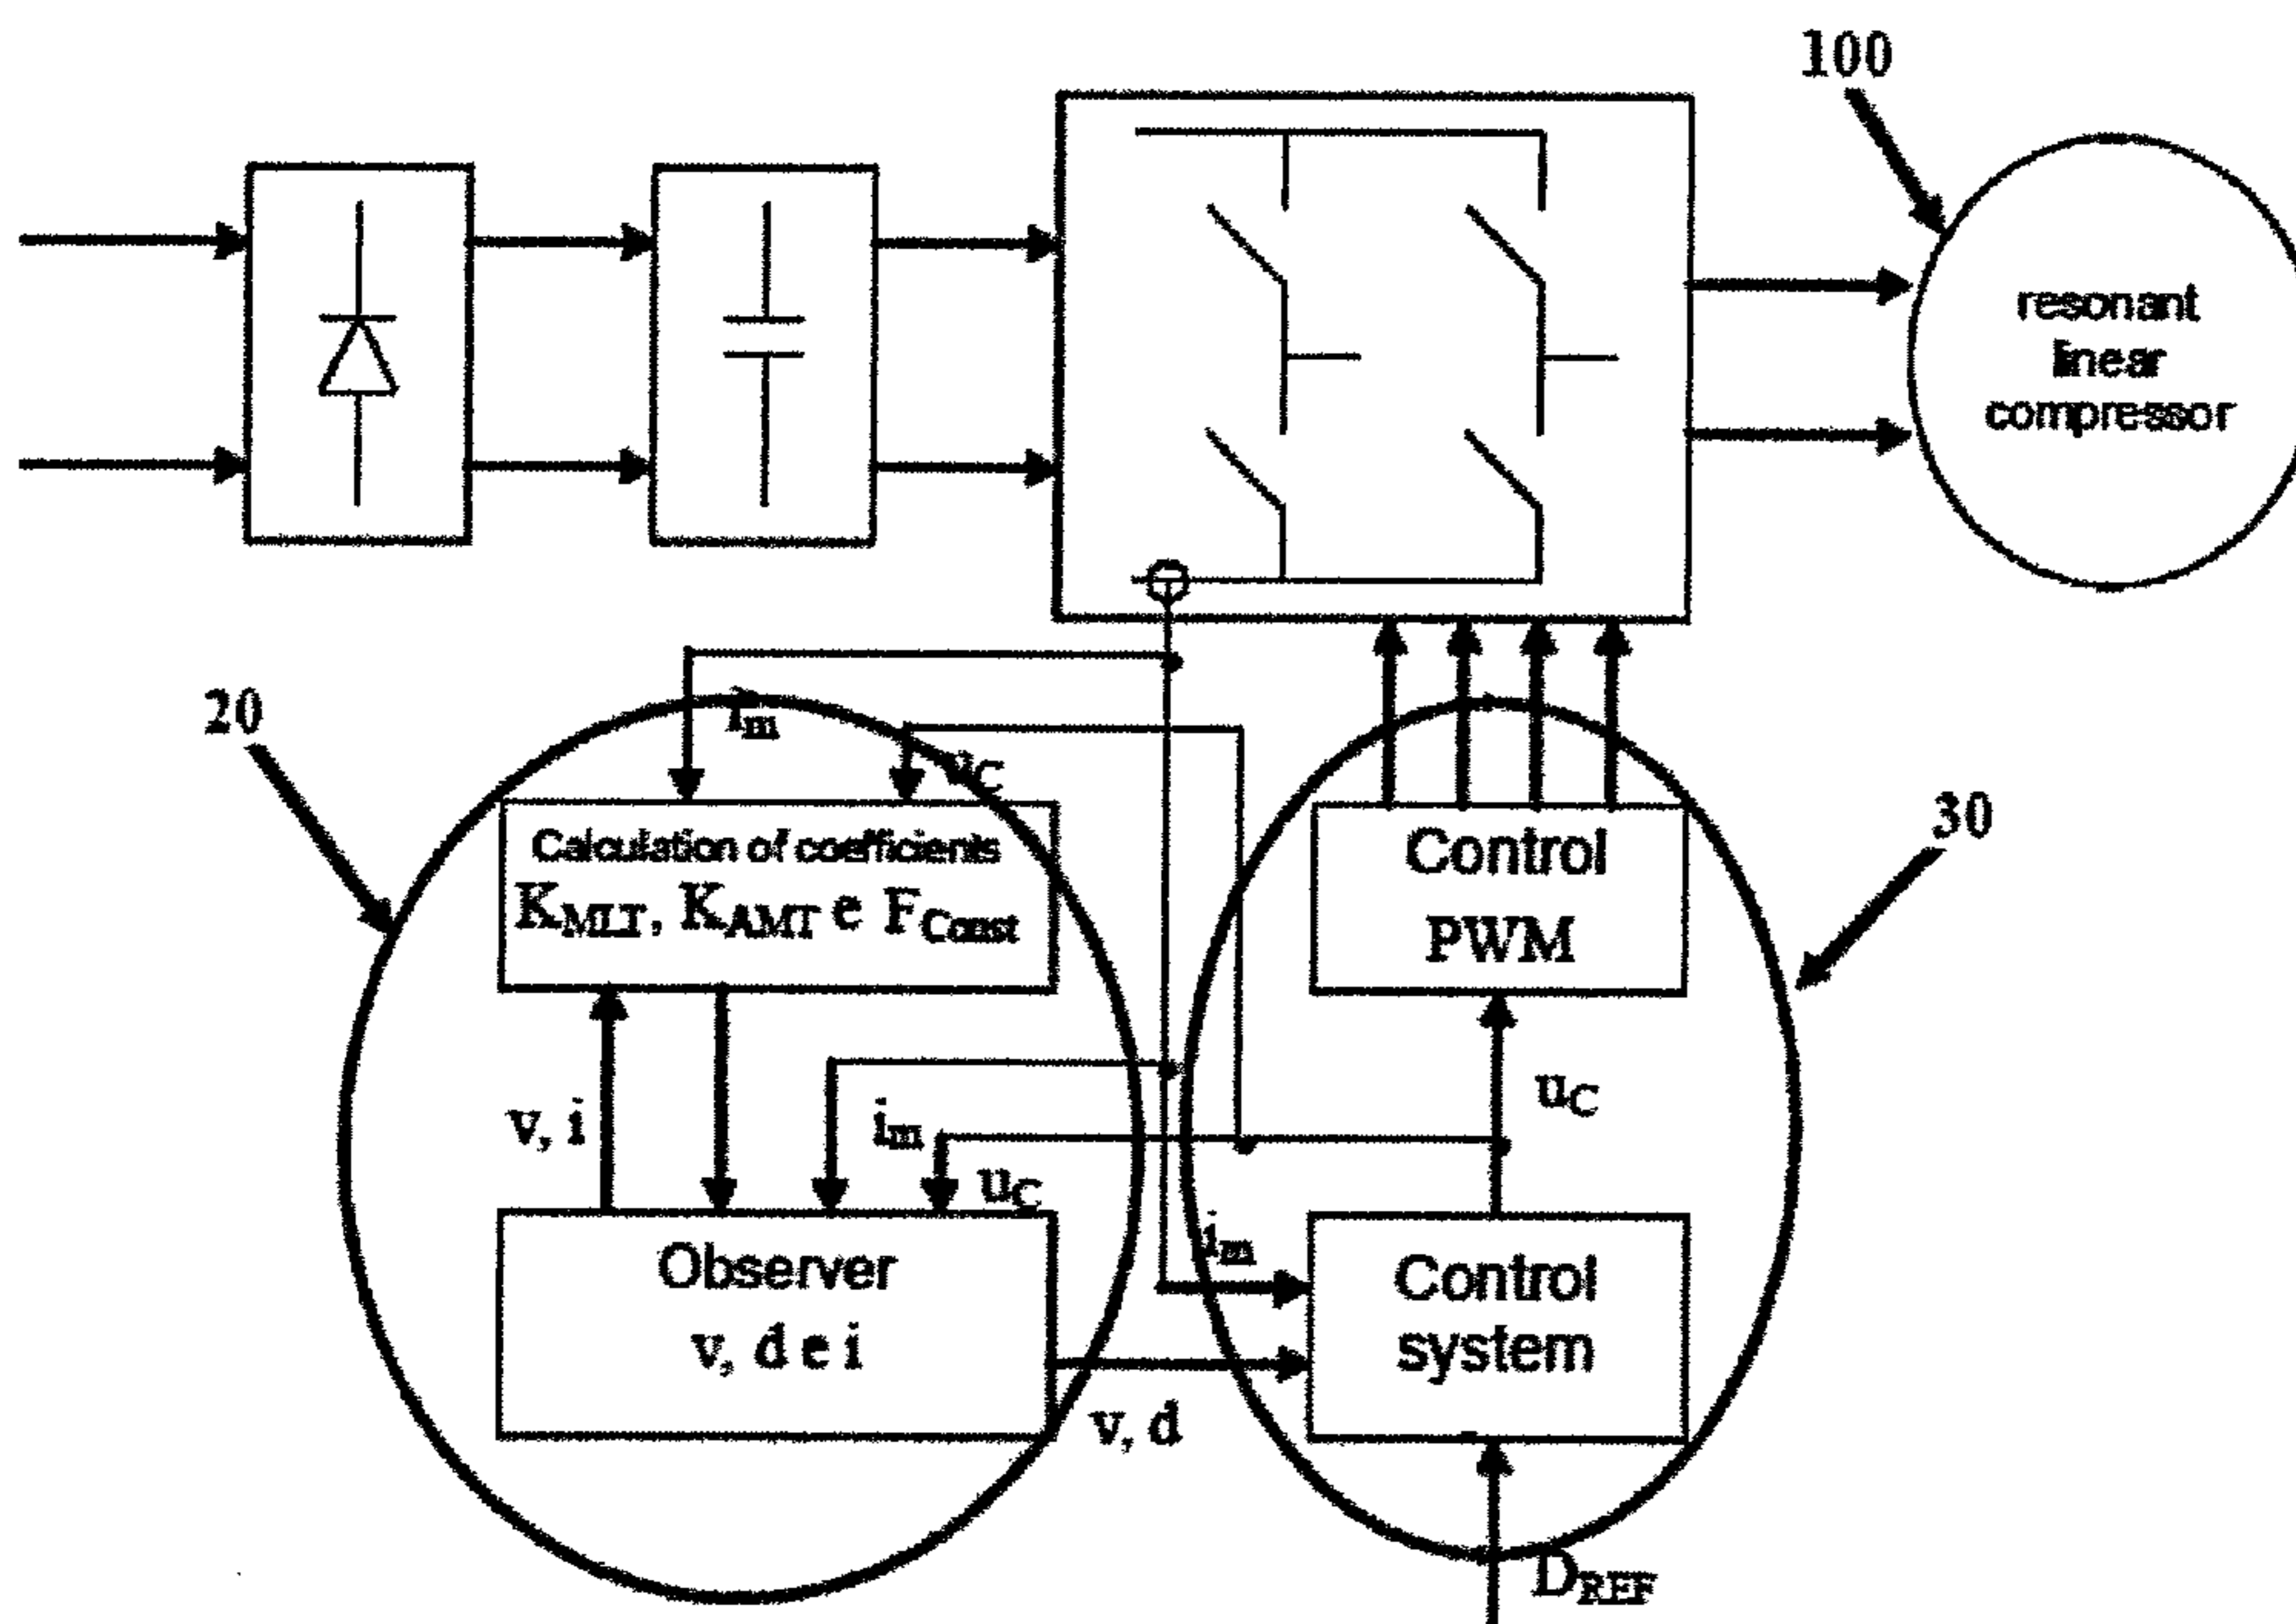 100
resonant
linear
compressor
20
i_m
u_C
Calculation of coefficients
K_MLT, K_AMT e F_Const
Control
PWM
30
v, i
i_m
u_C
u_C
Observer
v, d e i
i_m
Control
system
v, d
D_REF